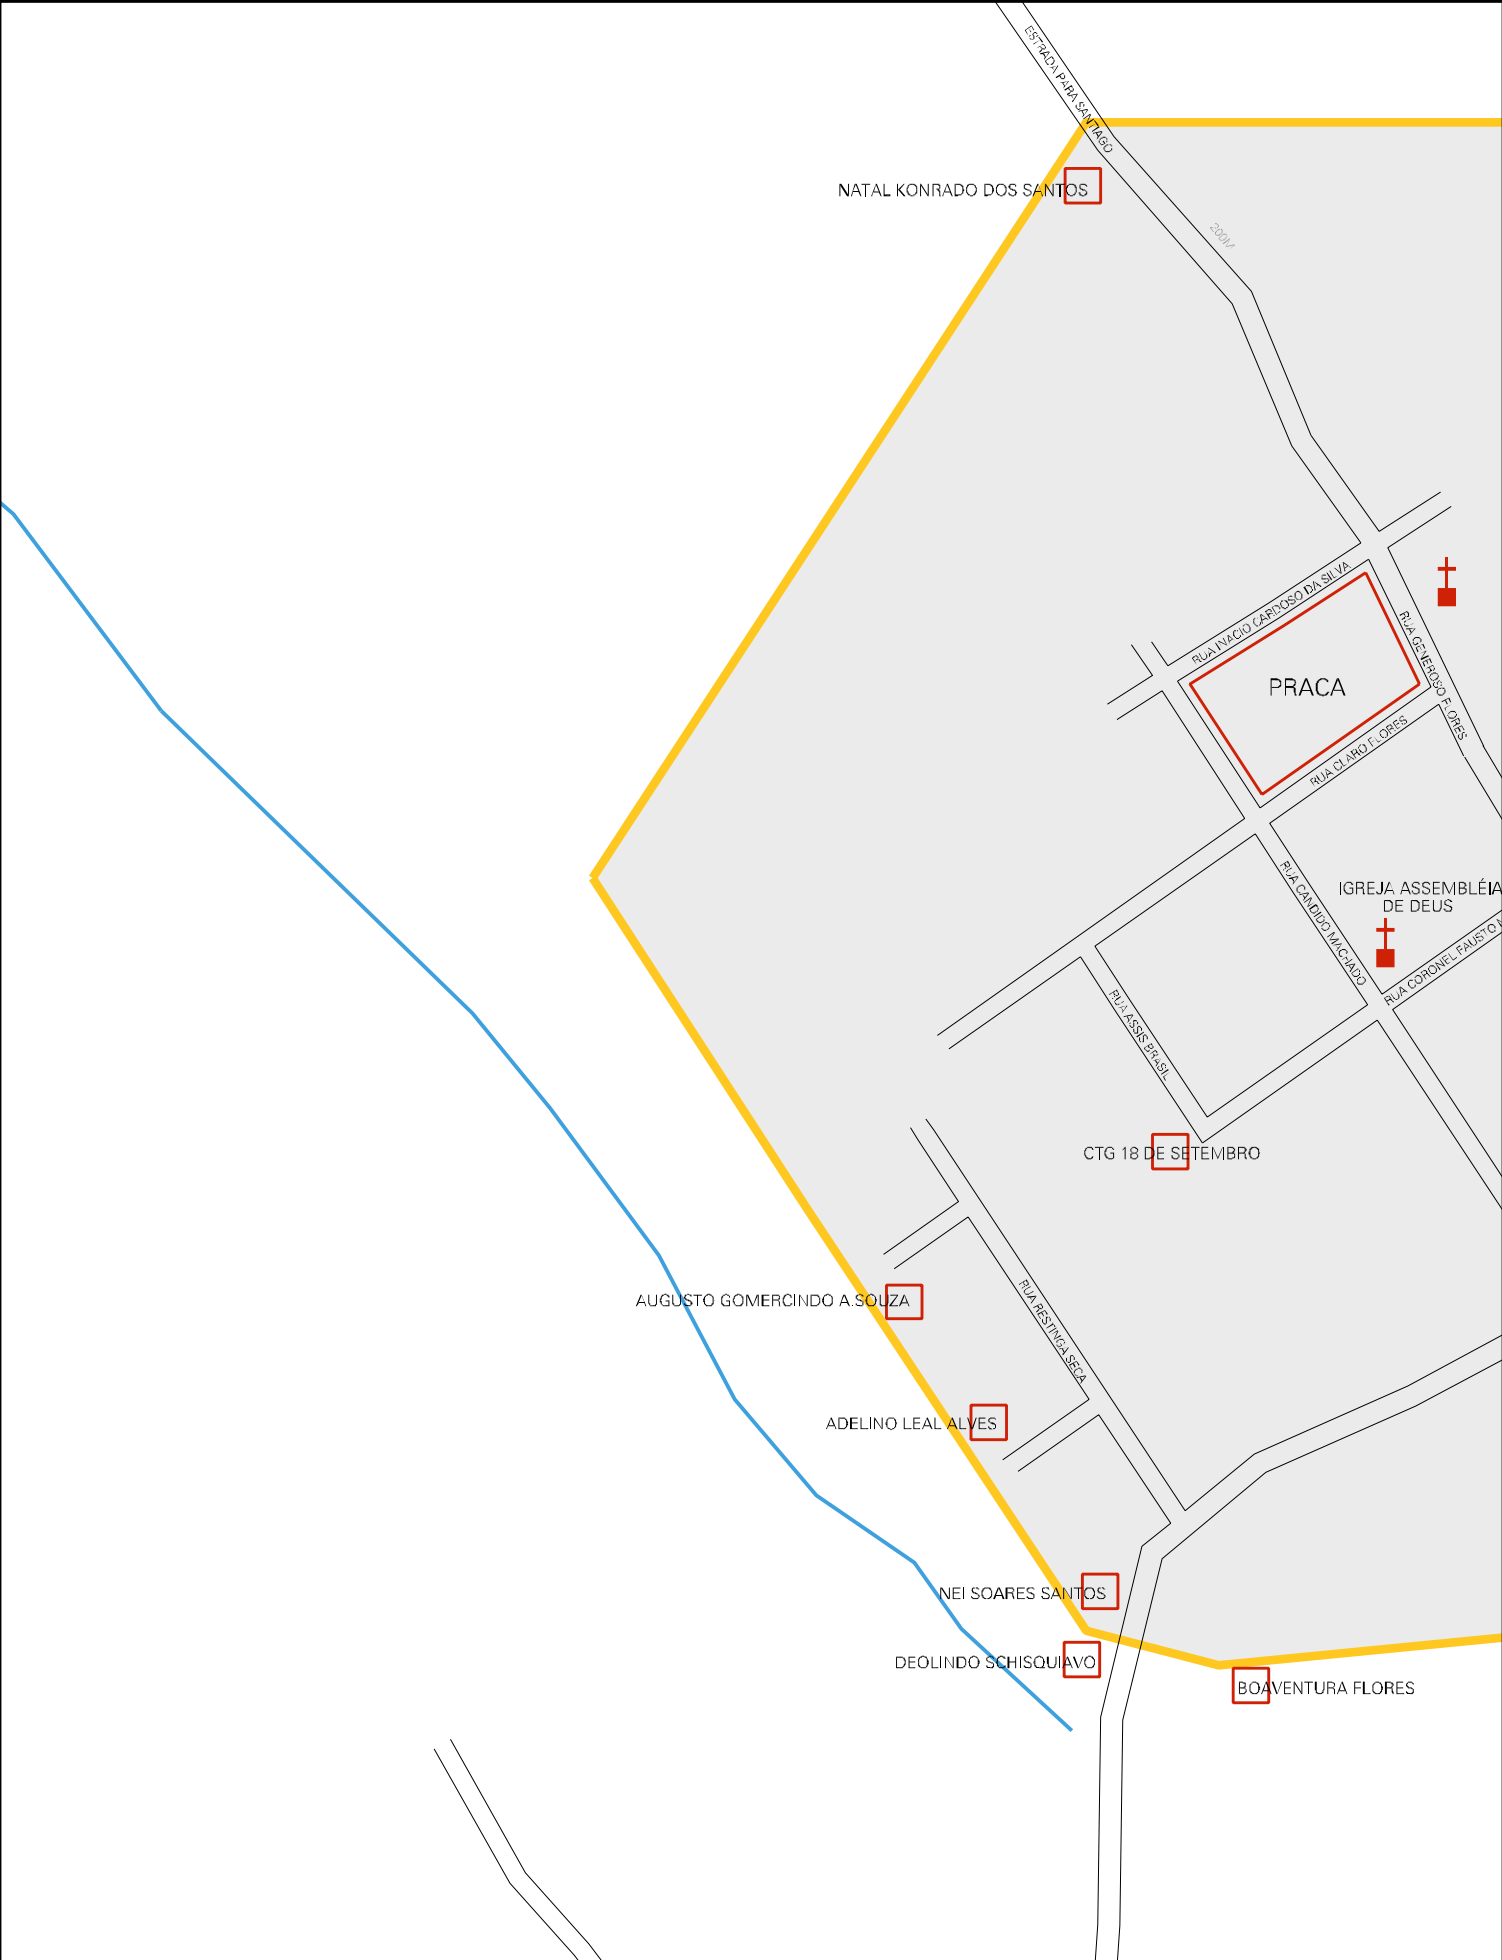 ESTRADA PARA SANTIAGO
NATAL KONRADO DOS SANTOS
200M
RUA INACIO CARDOSO DA SILVA
RUA GENEROSO FLORES
PRACA
RUA CLARO FLORES
RUA CANDIDO MACHADO
IGREJA ASSEMBLÉIA
DE DEUS
RUA CORONEL FAUSTO
RUA ASSIS BRASIL
CTG 18 DE SETEMBRO
AUGUSTO GOMERCINDO A.SOUZA
RUA RESTINGA SECA
ADELINO LEAL ALVES
NEI SOARES SANTOS
DEOLINDO SCHISQUIAVO
BOAVENTURA FLORES